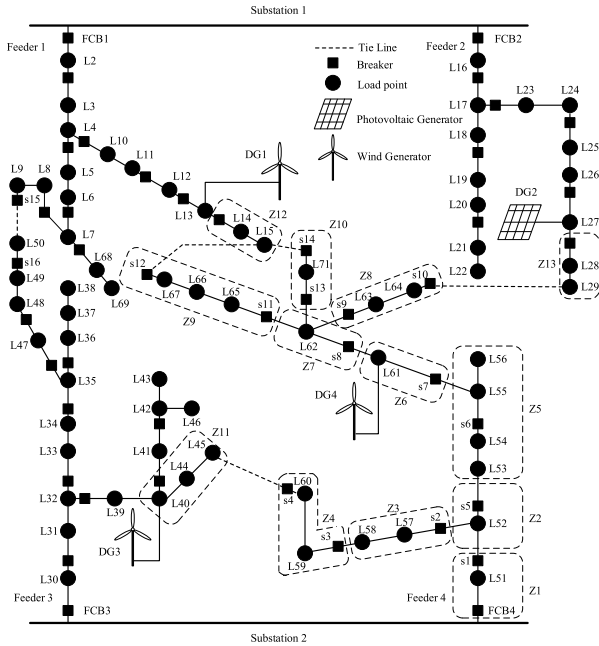 Substation 1
Feeder 1
FCB1
L2
L3
L4
L5
L6
L7
L8
L9
s15
L10
L11
L12
L13
L14
L15
Z12
DG1
Tie Line
Breaker
Load point
Photovoltaic Generator
Wind Generator
Feeder 2
FCB2
L16
L17
L18
L19
L20
L21
L22
L23
L24
L25
L26
L27
L28
L29
DG2
Z13
L50
s16
L49
L48
L47
L68
L69
L38
L37
L36
L35
L34
L33
L32
L31
L30
Feeder 3
FCB3
s12
L67
L66
L65
s11
Z9
Z10
s14
L71
s13
L62
Z7
Z8
s9
L63
L64
s10
s8
L61
s7
Z6
DG4
L56
L55
s6
L54
L53
Z5
s5
L52
Z2
s1
L51
Z1
Feeder 4
FCB4
L43
L42
L46
L41
Z11
L45
L44
L40
L39
DG3
L60
s4
Z4
s3
L59
Z3
L58
L57
s2
Substation 2